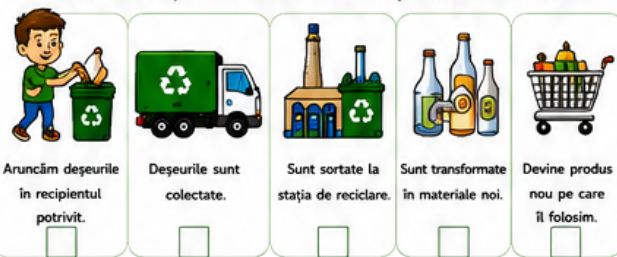 Aruncăm deșeurile
în recipientul
potrivit.
Deșeurile sunt
colectate.
Sunt sortate la
stația de reciclare.
Sunt transformate
în materiale noi.
Devine produs
nou pe care
îl folosim.